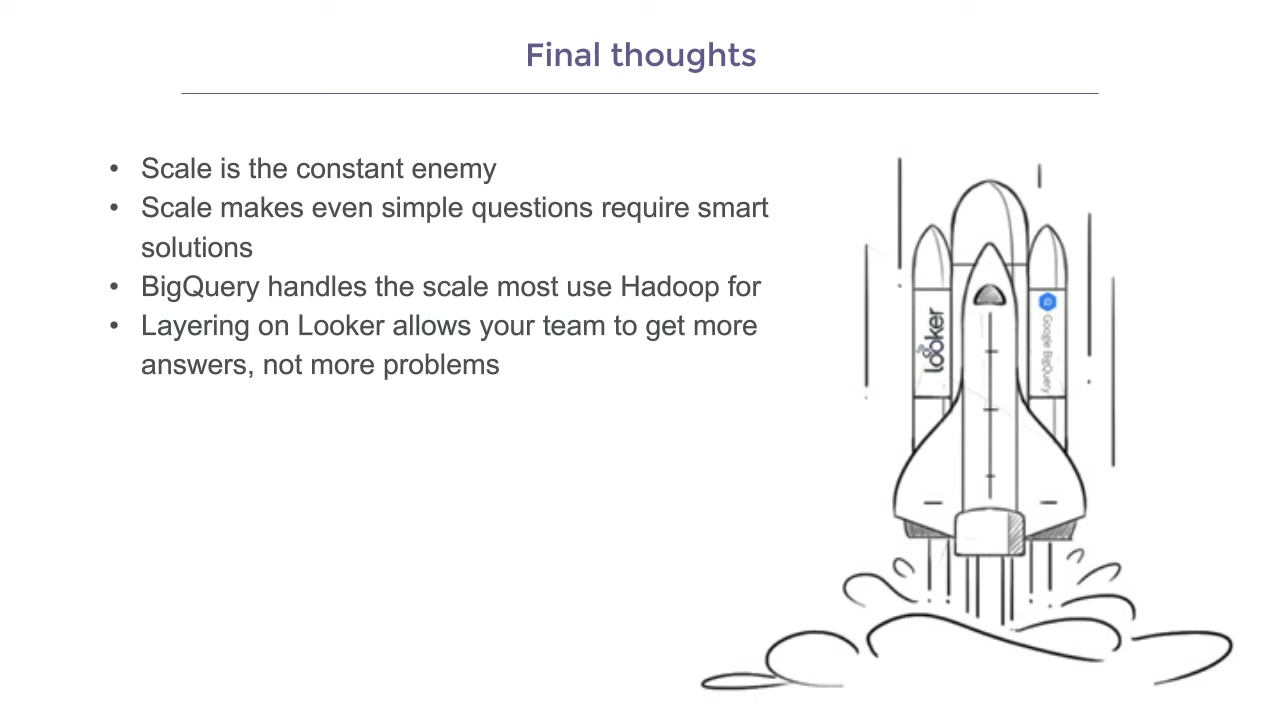 Final thoughts
• Scale is the constant enemy
• Scale makes even simple questions require smart
solutions
• BigQuery handles the scale most use Hadoop for
• Layering on Looker allows your team to get more
answers, not more problems
looker
Google BigQuery